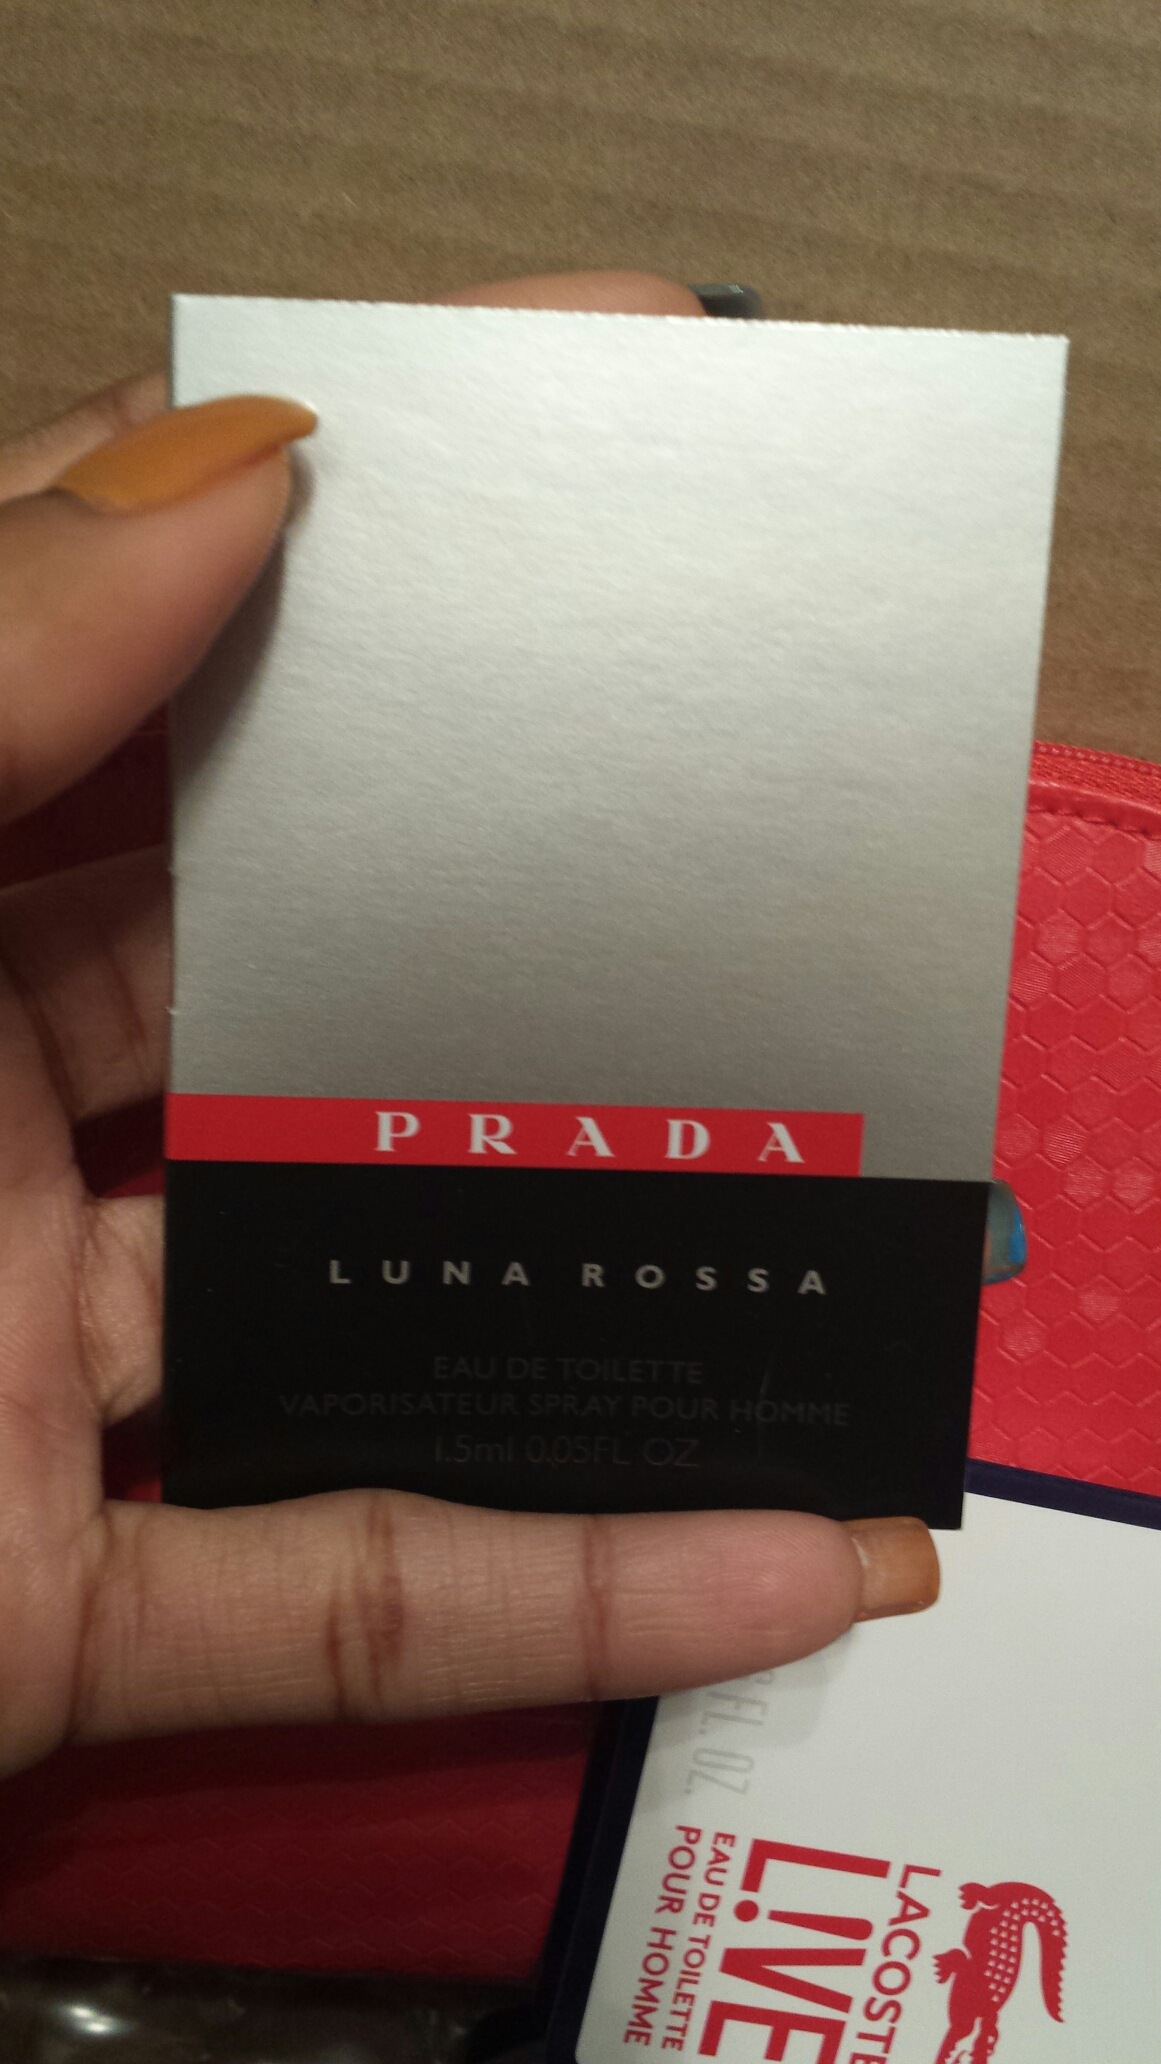 PRADA
LUNA ROSSA
EAU DE TOILETTE
VAPORISATEUR SPRAY POUR HOMME
1.5ml 0.05FL OZ
FL. OZ.
LACOSTE
L!VE
EAU DE TOILETTE
POUR HOMME